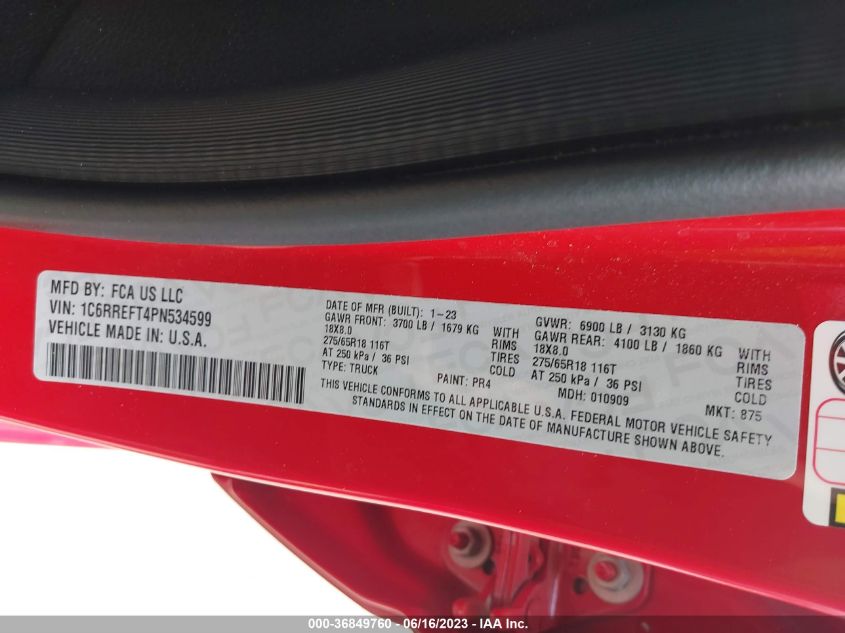 MFD BY: FCA US LLC
VIN: 1C6RREFT4PN534599
VEHICLE MADE IN: U.S.A.
DATE OF MFR (BUILT): 1-23
GAWR FRONT: 3700 LB / 1679 KG WITH
18X8.0 RIMS
275/65R18 116T TIRES
AT 250 kPa / 36 PSI COLD
TYPE: TRUCK PAINT: PR4
GVWR: 6900 LB / 3130 KG
GAWR REAR: 4100 LB / 1860 KG WITH
18X8.0 RIMS
275/65R18 116T TIRES
AT 250 kPa / 36 PSI COLD
MDH: 010909 MKT: 875
THIS VEHICLE CONFORMS TO ALL APPLICABLE U.S.A. FEDERAL MOTOR VEHICLE SAFETY
STANDARDS IN EFFECT ON THE DATE OF MANUFACTURE SHOWN ABOVE.
000-36849760 - 06/16/2023 - IAA Inc.